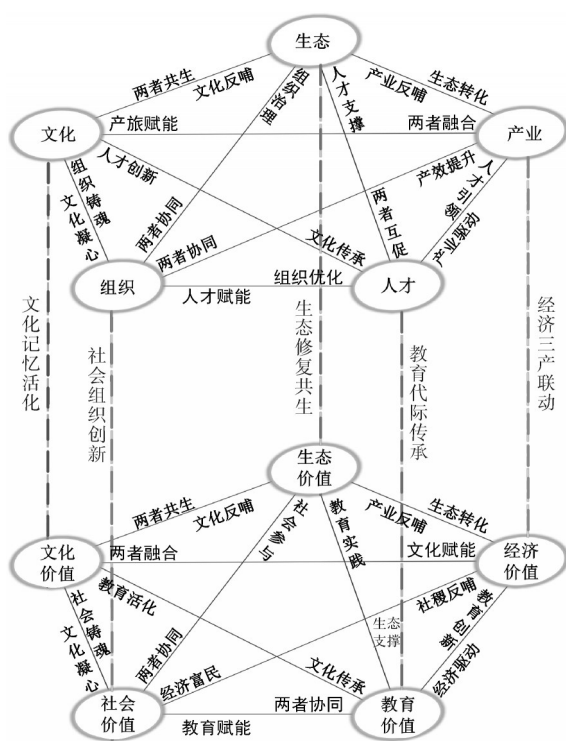 生态
两者共生
文化反哺
组织治理
人才支撑
产业反哺
生态转化
文化
产旅赋能
两者融合
产业
组织铸魂
文化凝心
人才创新
两者协同
两者协同
文化传承
两者互促
产效提升
人才引领
产业驱动
组织
人才赋能
组织优化
人才
文化记忆活化
社会组织创新
生态修复共生
教育代际传承
经济三产联动
生态
价值
两者共生
文化反哺
社会参与
教育实践
产业反哺
生态转化
文化
价值
两者融合
文化赋能
经济
价值
社会铸魂
文化凝心
教育活化
两者协同
经济富民
文化传承
生态
支撑
社稷反哺
教育创新
经济驱动
社会
价值
教育赋能
两者协同
教育
价值